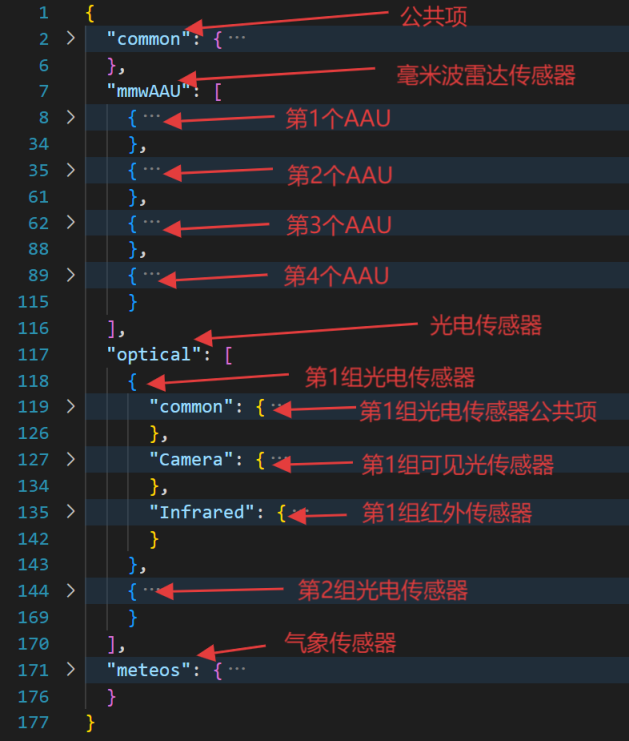 1 {
公共项
2 > "common": { ...
6 },
毫米波雷达传感器
7 "mmwAAU": [
8 > { ... 第1个AAU
34 },
35 > { ... 第2个AAU
61 },
62 > { ... 第3个AAU
88 },
89 > { ... 第4个AAU
115 }
116 ],
光电传感器
117 "optical": [
118 { 第1组光电传感器
119 > "common": { ... 第1组光电传感器公共项
126 },
127 > "Camera": { ... 第1组可见光传感器
134 },
135 > "Infrared": { ... 第1组红外传感器
142 }
143 },
144 > { ... 第2组光电传感器
169 }
170 ],
气象传感器
171 > "meteos": { ...
176 }
177 }